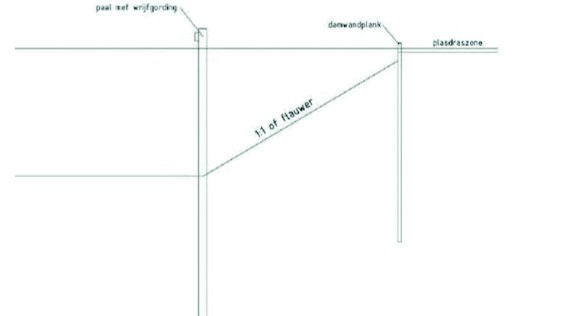 paal met wrijfgording
damwandplank
plasdraszone
1:1 of flauwer